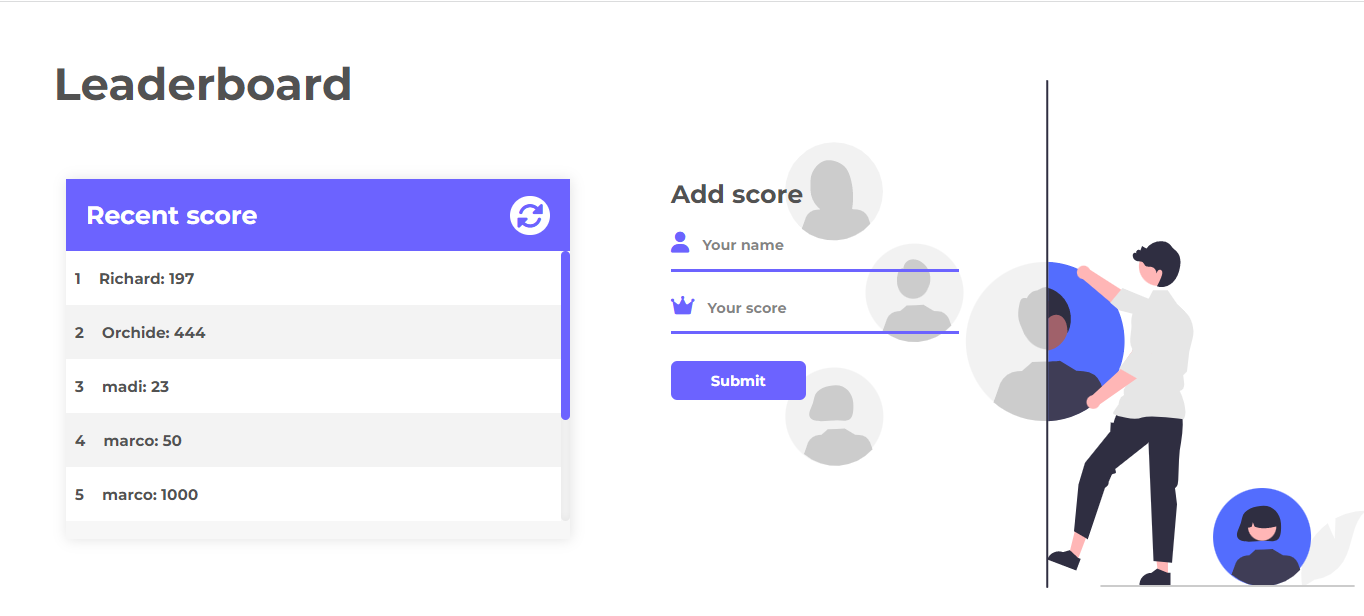 Leaderboard
Recent score
1 Richard: 197
2 Orchide: 444
3 madi: 23
4 marco: 50
5 marco: 1000
Add score
Your name
Your score
Submit